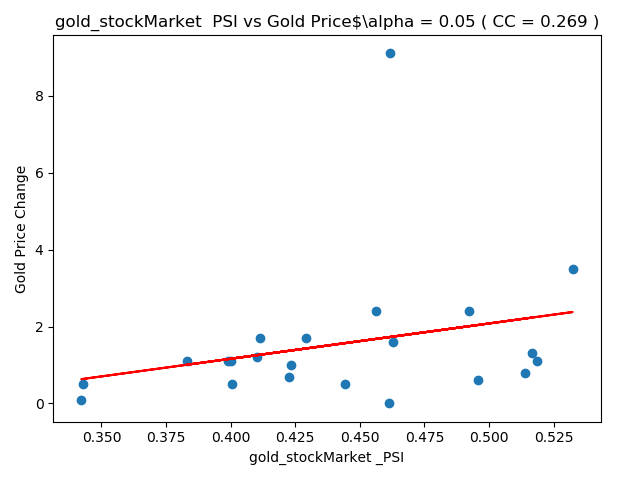 gold_stockMarket  PSI vs Gold Price$\alpha = 0.05 ( CC = 0.269 )
Gold Price Change
8
6
4
2
0
0.350 0.375 0.400 0.425 0.450 0.475 0.500 0.525
gold_stockMarket _PSI